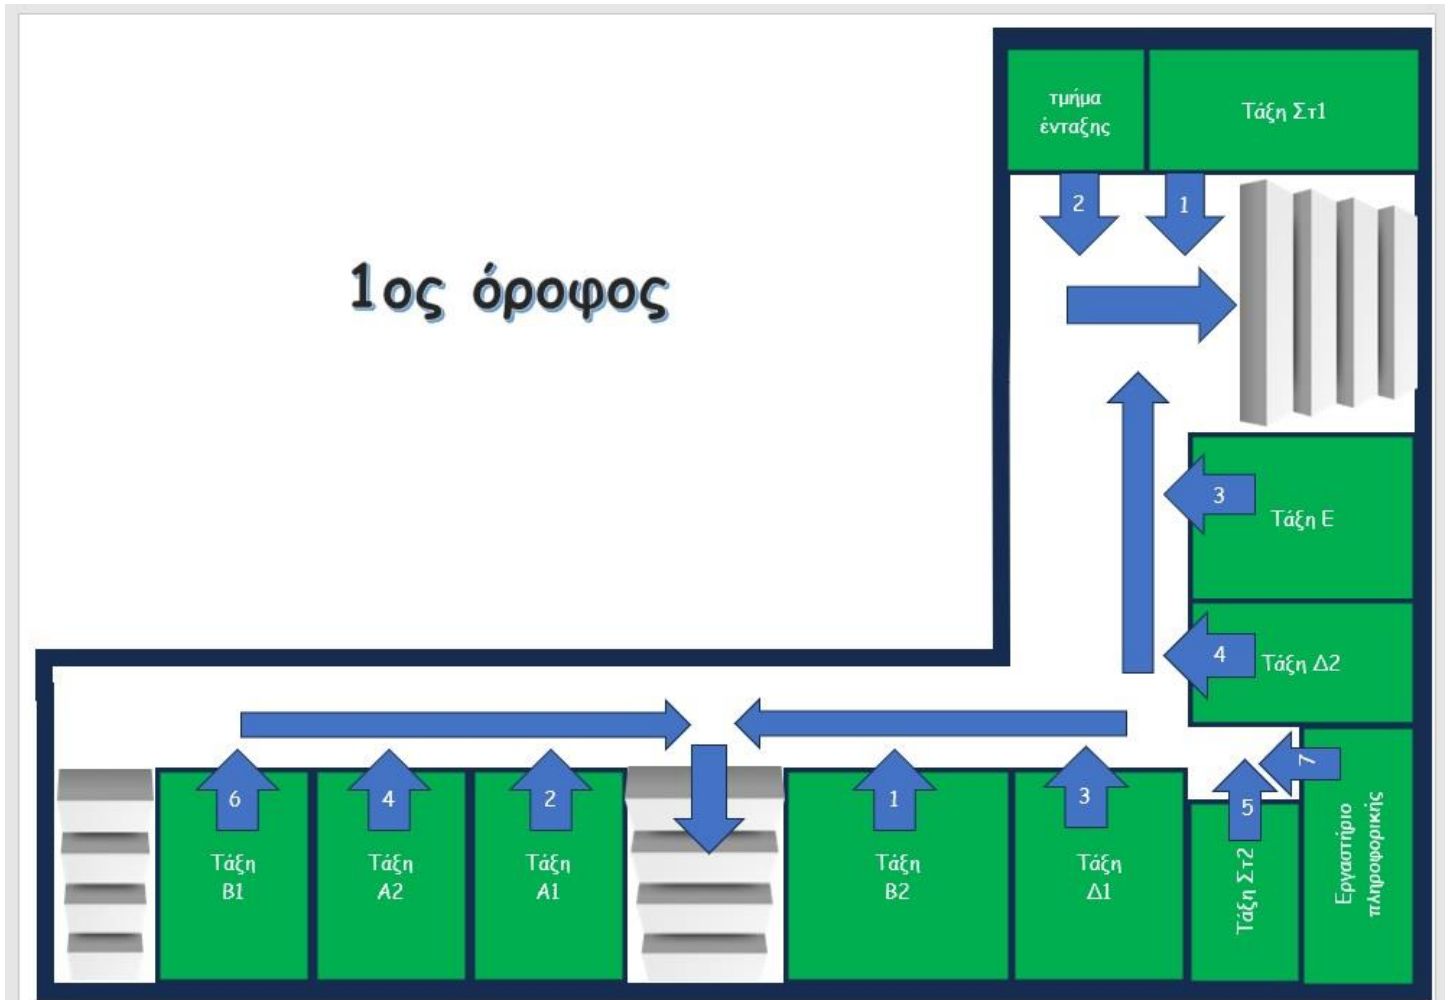 τμήμα
ένταξης
Τάξη Στ1
2
1
1ος όροφος
3
Τάξη Ε
4
Τάξη Δ2
7
6
4
2
1
3
5
Τάξη
Β1
Τάξη
Α2
Τάξη
Α1
Τάξη
Β2
Τάξη
Δ1
Τάξη Στ2
Εργαστήριο
πληροφορικής